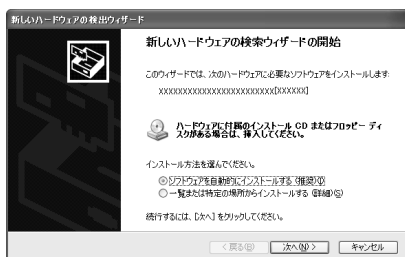 新しいハードウェアの検出ウィザード
新しいハードウェアの検索ウィザードの開始
このウィザードでは、次のハードウェアに必要なソフトウェアをインストールします:
XXXXXXXXXXXXXXXXXXXXXXXX[XXXXXX]
ハードウェアに付属のインストール CD またはフロッピー ディ
スクがある場合は、挿入してください。
インストール方法を選んでください。
ソフトウェアを自動的にインストールする (推奨)(I)
一覧または特定の場所からインストールする (詳細)(S)
続行するには、[次へ] をクリックしてください。
< 戻る(B)
次へ(N) >
キャンセル